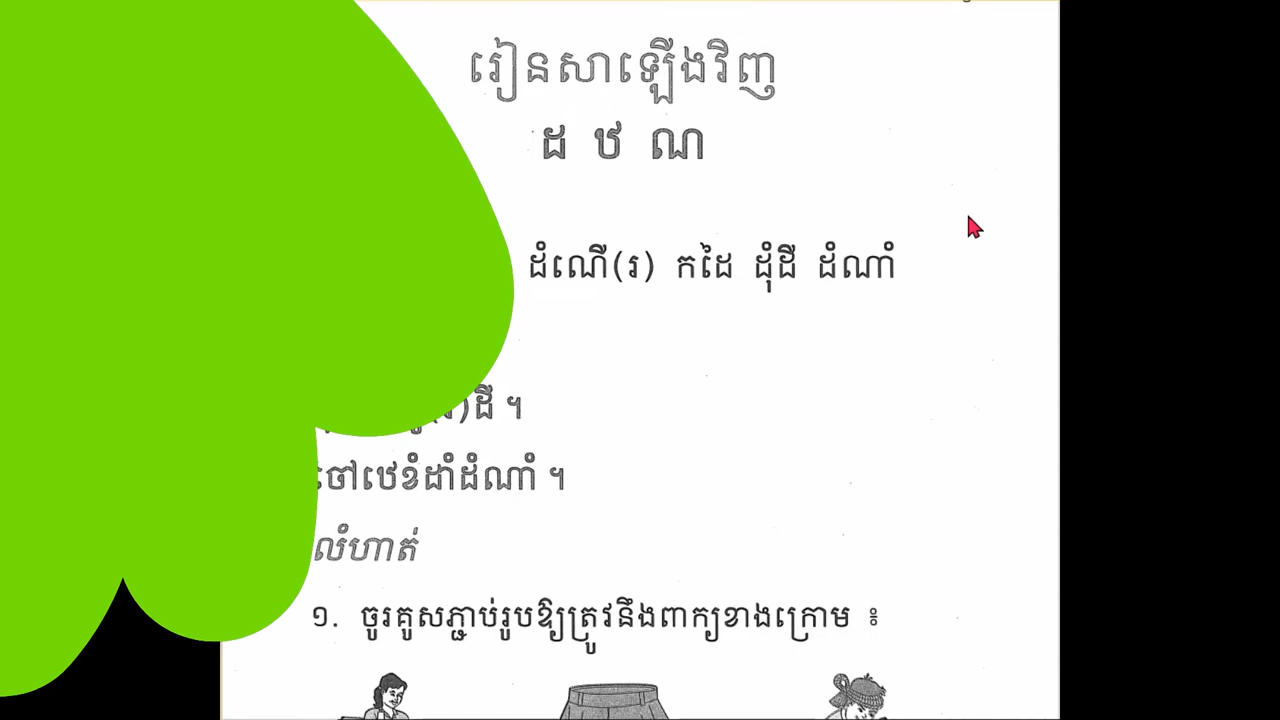 រៀនសាឡើងវិញ
ដ ឋ ណ
ដំណើ(រ) កដៃ ដុំដី ដំណាំ
ដី ។
ចៅឋេខំដាំដំណាំ ។
លំហាត់
១. ចូរគូសភ្ជាប់រូបឱ្យត្រូវនឹងពាក្យខាងក្រោម ៖